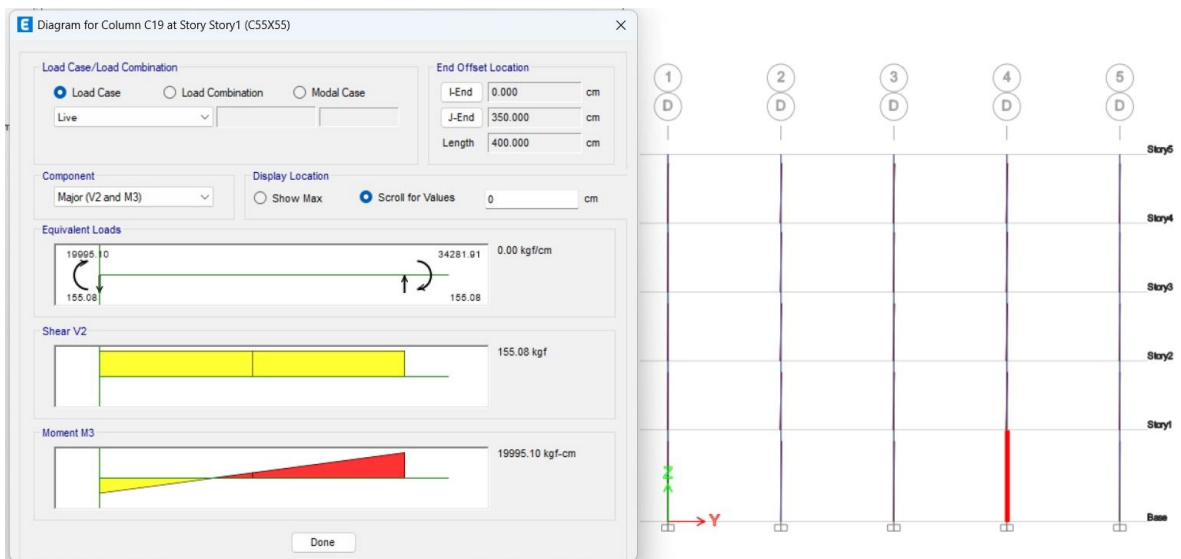 E Diagram for Column C19 at Story Story1 (C55X55)
Load Case/Load Combination
Load Case Load Combination Modal Case
Live
End Offset Location
I-End 0.000 cm
J-End 350.000 cm
Length 400.000 cm
Component
Major (V2 and M3)
Display Location
Show Max Scroll for Values 0 cm
Equivalent Loads
19995.10 34281.91 0.00 kgf/cm
155.08 155.08
Shear V2
155.08 kgf
Moment M3
19995.10 kgf-cm
Done
1 2 3 4 5
D D D D D
Story5
Story4
Story3
Story2
Story1
Z
Y
Base